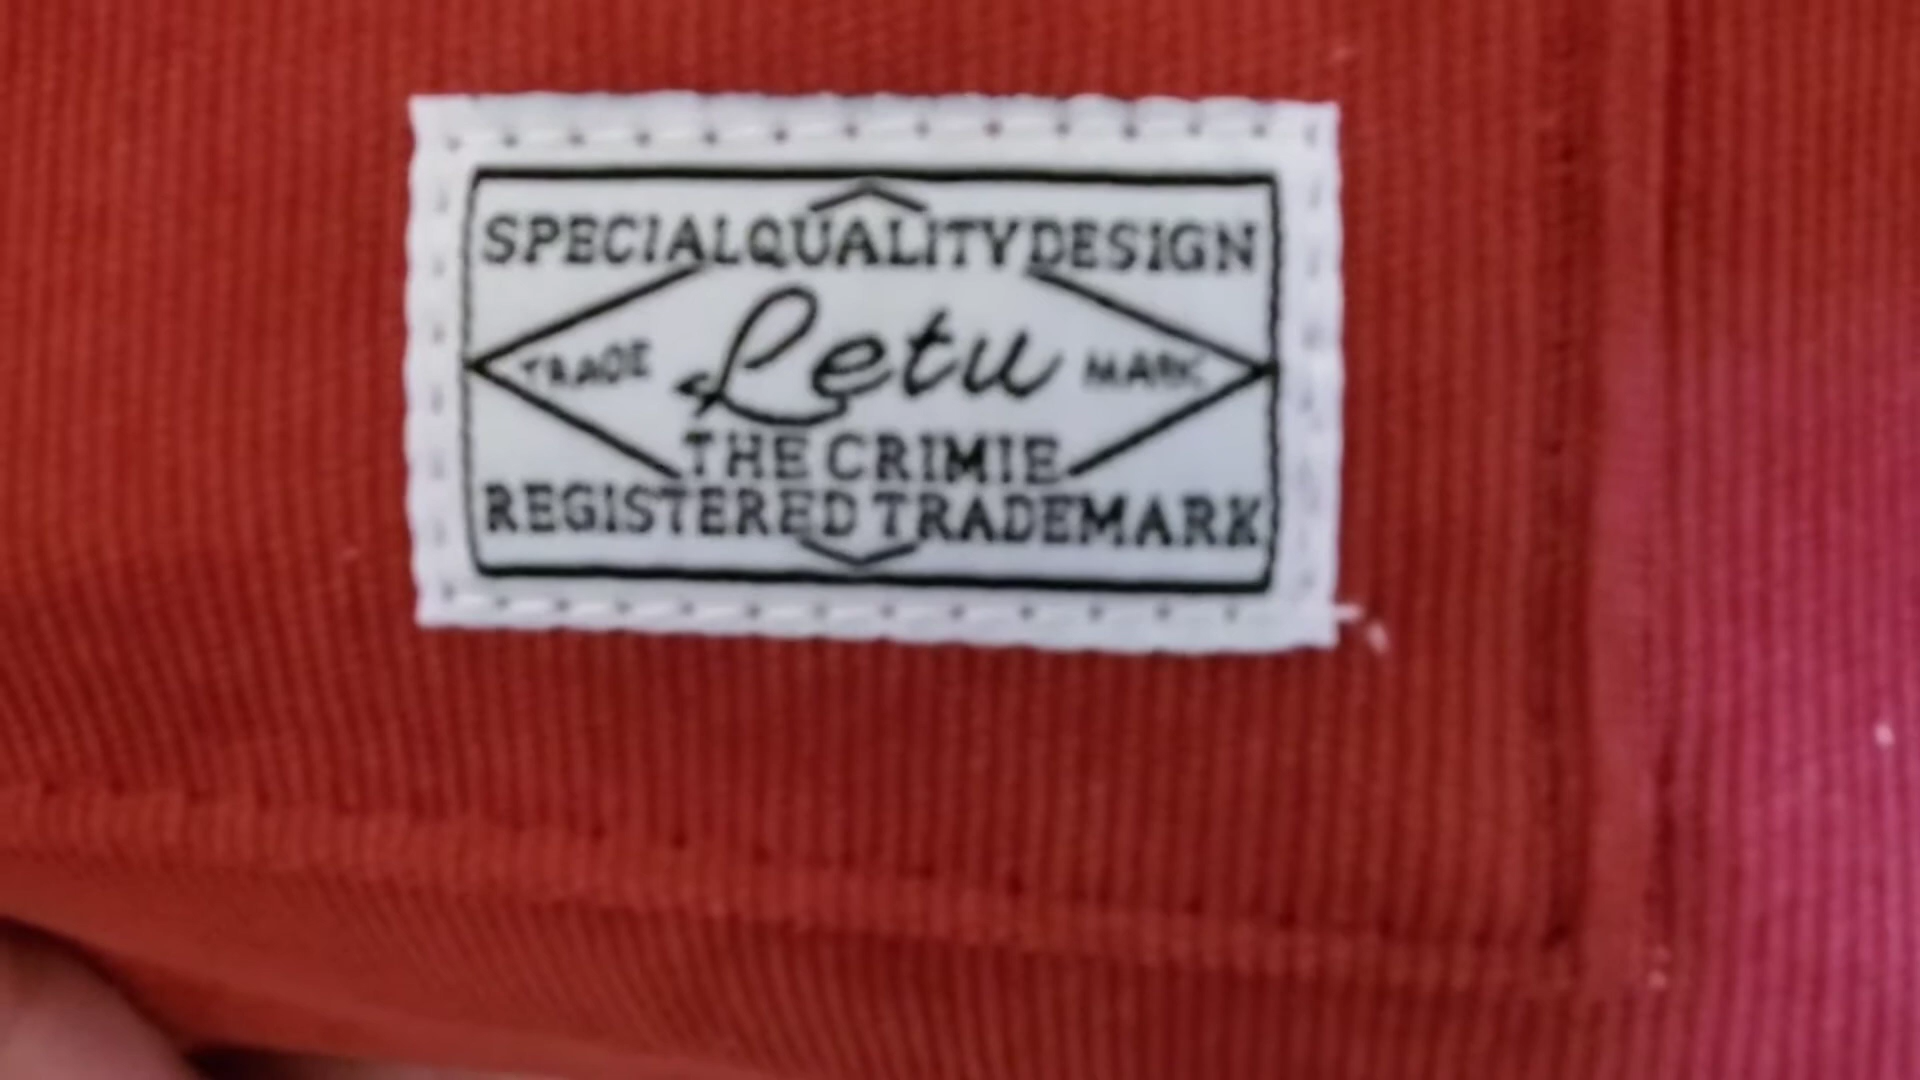 SPECIALQUALITYDESIGN
TRADE Letu MARK
THE CRIMIE
REGISTERED TRADEMARK